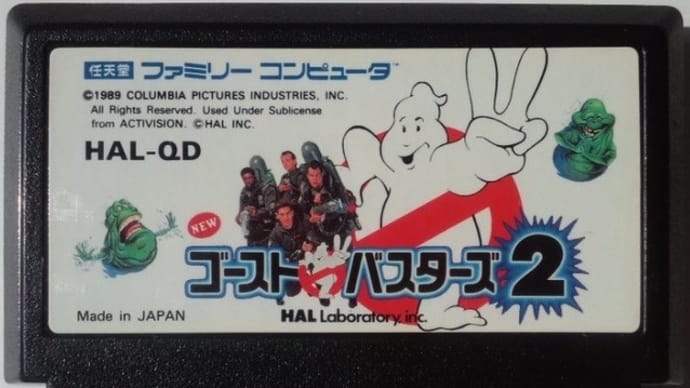 任天堂 ファミリー コンピュータ™
©1989 COLUMBIA PICTURES INDUSTRIES, INC.
All Rights Reserved. Used Under Sublicense
from ACTIVISION. ©HAL INC.
HAL-QD
NEW
ゴーストバスターズ2
Made in JAPAN
HAL Laboratory, inc.